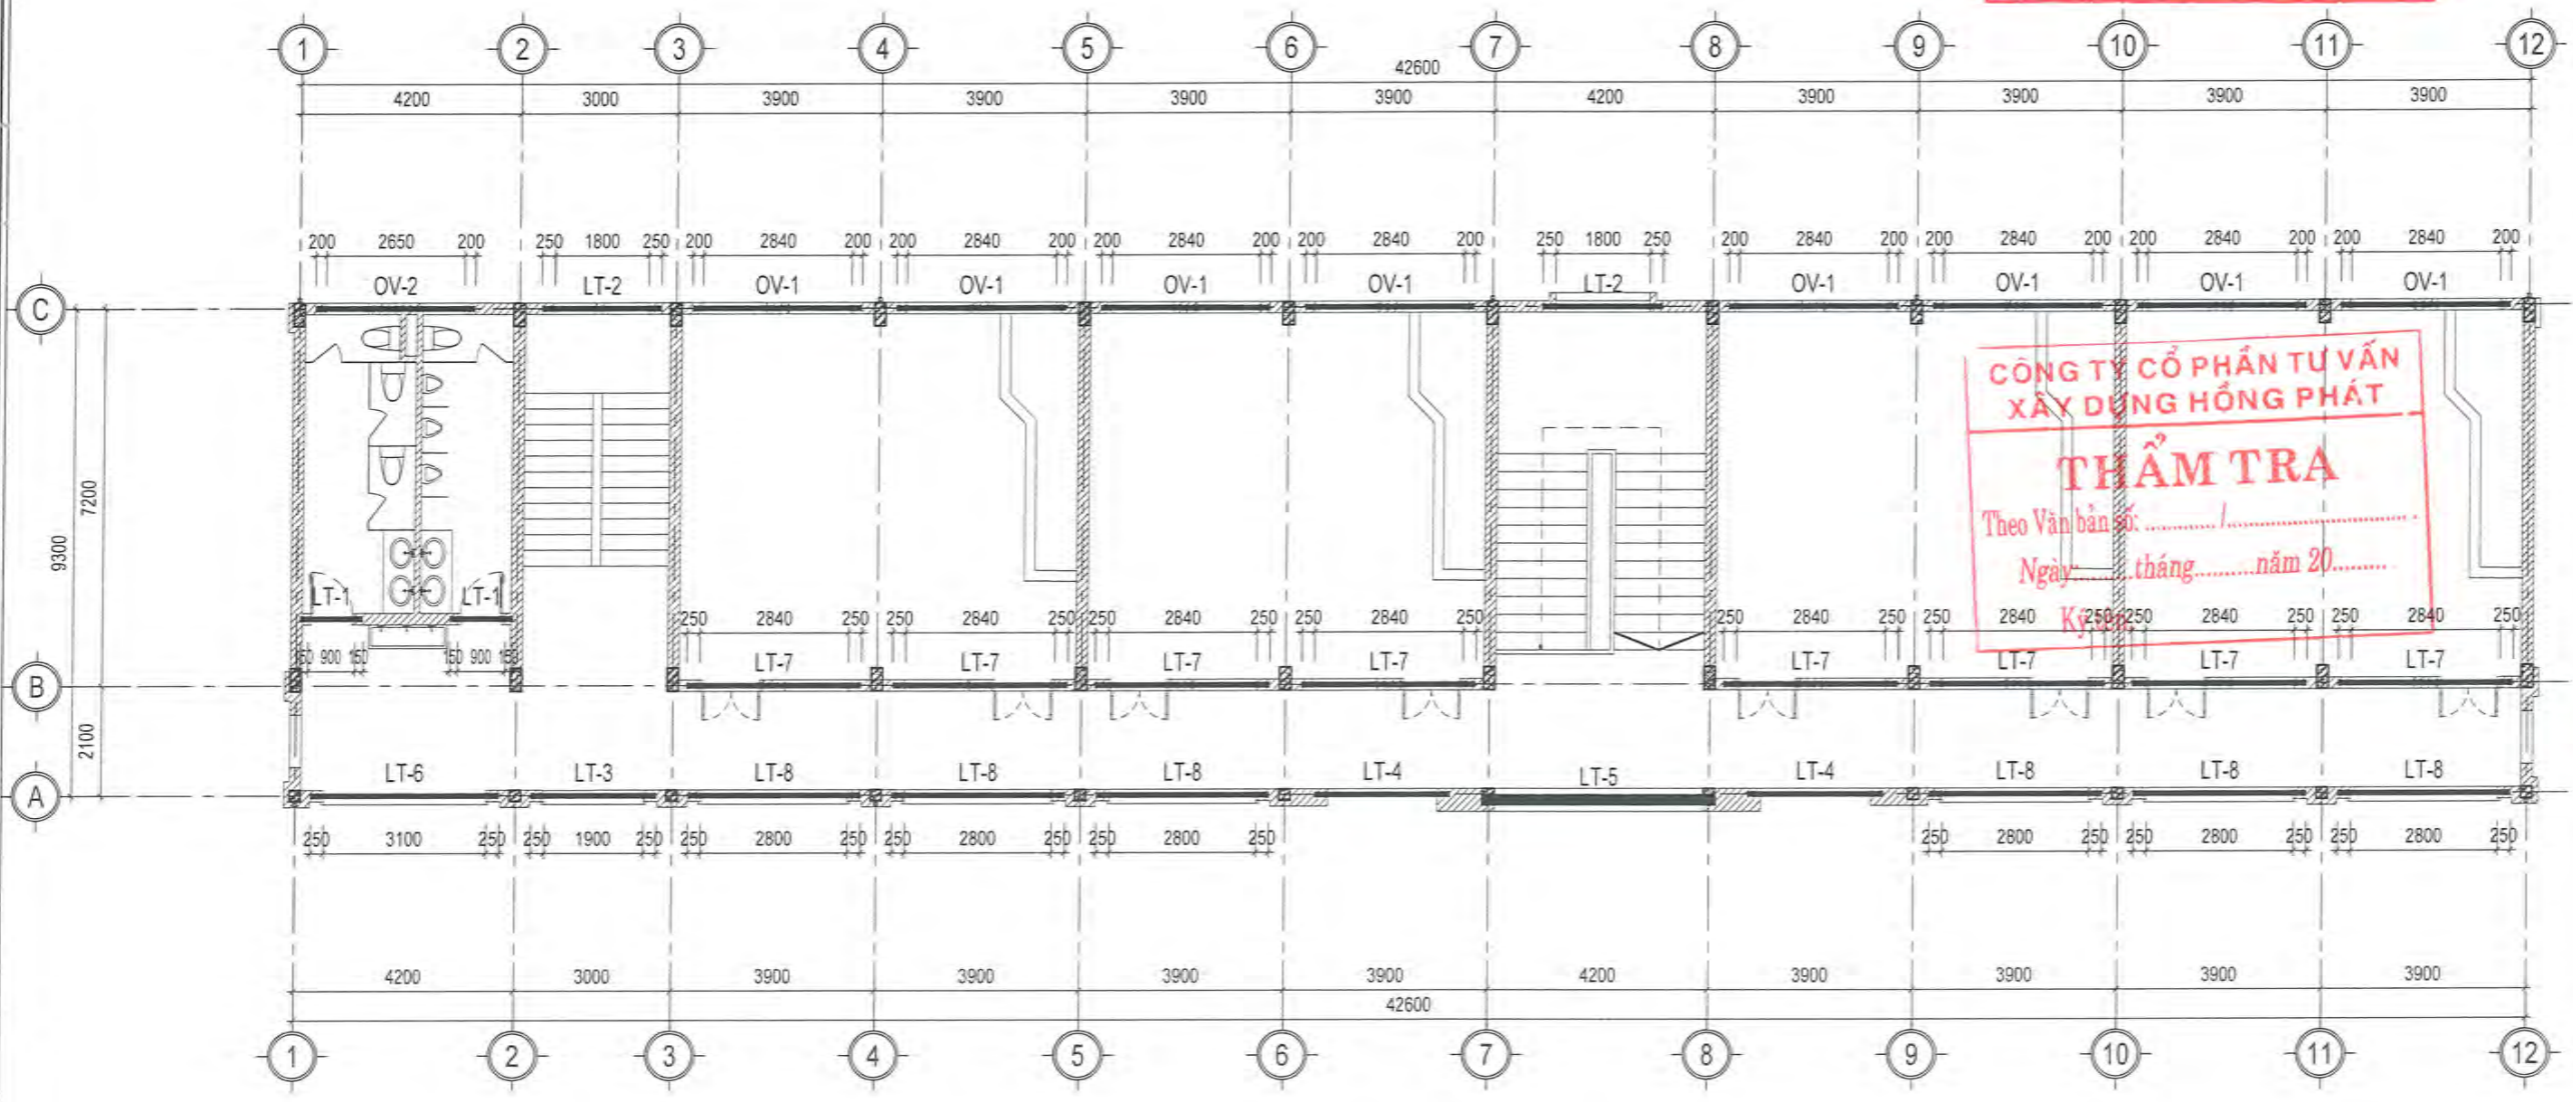 1 2 3 4 5 6 7 8 9 10 11 12
42600
4200 3000 3900 3900 3900 3900 4200 3900 3900 3900 3900
200 2650 200 250 1800 250 200 2840 200 200 2840 200 200 2840 200 200 2840 200 250 1800 250 200 2840 200 200 2840 200 200 2840 200 200 2840 200
OV-2 LT-2 OV-1 OV-1 OV-1 OV-1 LT-2 OV-1 OV-1 OV-1 OV-1
C
CÔNG TY CỔ PHẦN TƯ VẤN
XÂY DỰNG HỒNG PHÁT
THẨM TRA
Theo Văn bản số: ............ /................................
Ngày.........tháng.........năm 20.........
7200
9300
LT-1 LT-1
250 2840 250 250 2840 250 250 2840 250 250 2840 250 250 2840 250 250 2840 250 250 2840 250 250 2840 250
900 150 900
LT-7 LT-7 LT-7 LT-7 LT-7 LT-7 LT-7 LT-7
B
2100
LT-6 LT-3 LT-8 LT-8 LT-8 LT-4 LT-5 LT-4 LT-8 LT-8 LT-8
A
250 3100 250 250 1900 250 250 2800 250 250 2800 250 250 2800 250 250 2800 250 250 2800 250 250 2800 250
4200 3000 3900 3900 3900 3900 4200 3900 3900 3900 3900
42600
1 2 3 4 5 6 7 8 9 10 11 12